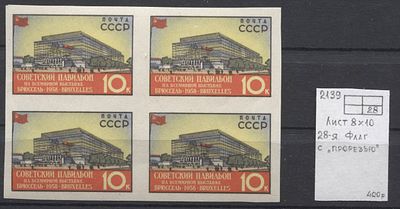 ПОЧТА
СССР
СОВЕТСКИЙ ПАВИЛЬОН
НА ВСЕМИРНОЙ ВЫСТАВКЕ
БРЮССЕЛЬ·1958·BRUXELLES
10к
ПОЧТА
СССР
СОВЕТСКИЙ ПАВИЛЬОН
НА ВСЕМИРНОЙ ВЫСТАВКЕ
БРЮССЕЛЬ·1958·BRUXELLES
10к
ПОЧТА
СССР
СОВЕТСКИЙ ПАВИЛЬОН
НА ВСЕМИРНОЙ ВЫСТАВКЕ
БРЮССЕЛЬ·1958·BRUXELLES
10к
ПОЧТА
СССР
СОВЕТСКИЙ ПАВИЛЬОН
НА ВСЕМИРНОЙ ВЫСТАВКЕ
БРЮССЕЛЬ·1958·BRUXELLES
10к
2139
28
Лист 8×10
28-я Флаг
с „ПРОРЕЗЬЮ"
400р